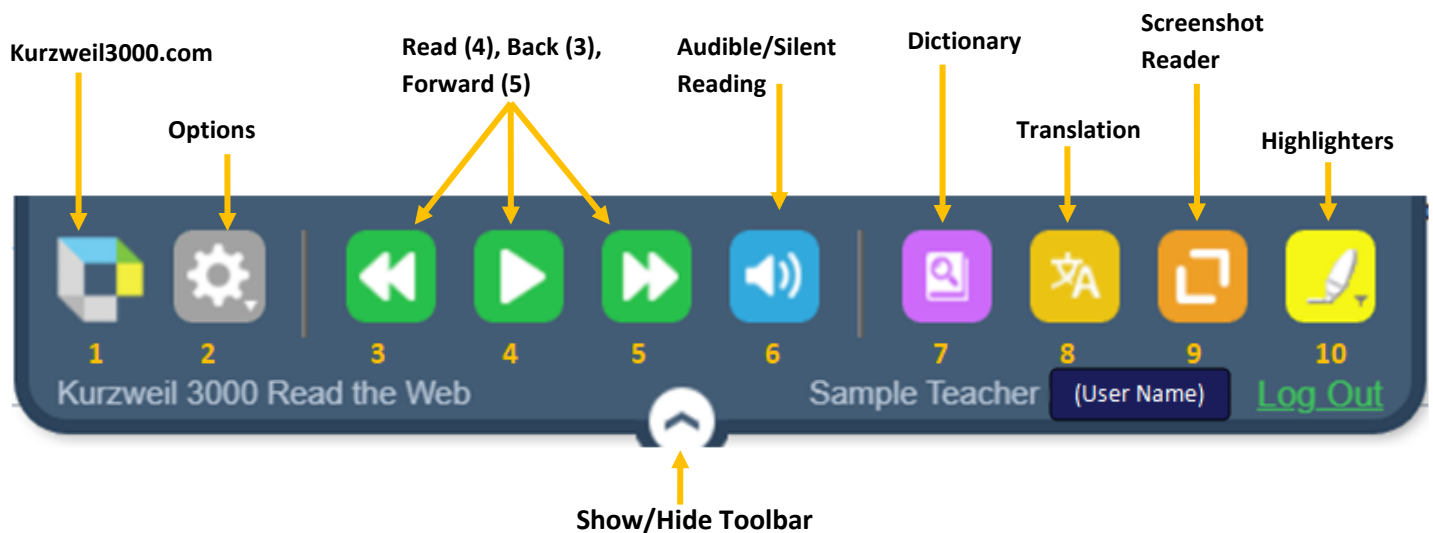 Kurzweil3000.com
Options
Read (4), Back (3),
Forward (5)
Audible/Silent
Reading
Dictionary
Translation
Screenshot
Reader
Highlighters
文A
1 2 3 4 5 6 7 8 9 10
Kurzweil 3000 Read the Web Sample Teacher (User Name) Log Out
Show/Hide Toolbar